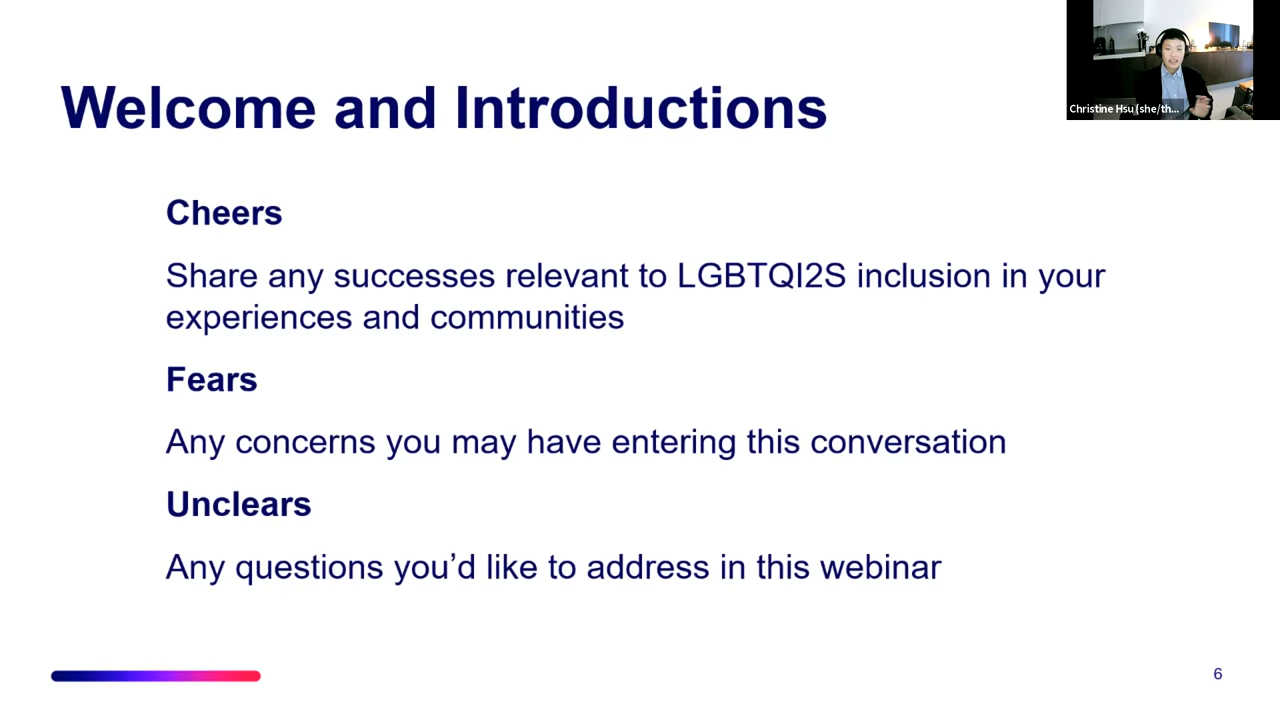 Welcome and Introductions
Christine Hsu (she/th...
Cheers
Share any successes relevant to LGBTQI2S inclusion in your
experiences and communities
Fears
Any concerns you may have entering this conversation
Unclears
Any questions you’d like to address in this webinar
6